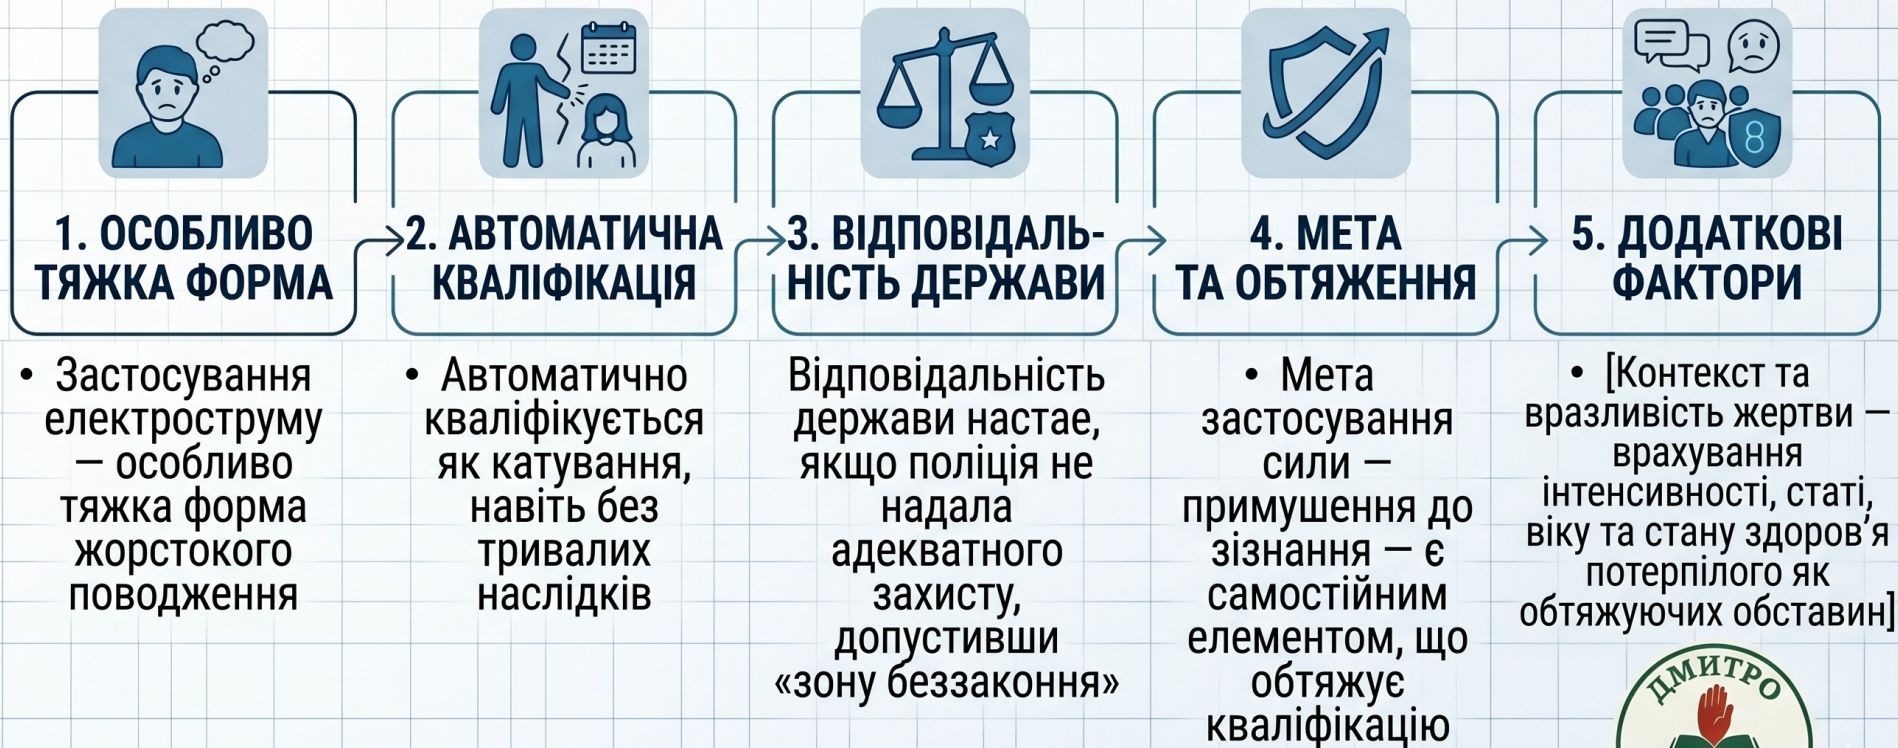 1. ОСОБЛИВО
ТЯЖКА ФОРМА
• Застосування
електроструму
— особливо
тяжка форма
жорстокого
поводження
2. АВТОМАТИЧНА
КВАЛІФІКАЦІЯ
• Автоматично
кваліфікується
як катування,
навіть без
тривалих
наслідків
3. ВІДПОВІДАЛЬ-
НІСТЬ ДЕРЖАВИ
Відповідальність
держави настає,
якщо поліція не
надала
адекватного
захисту,
допустивши
«зону беззаконня»
4. МЕТА
ТА ОБТЯЖЕННЯ
• Мета
застосування
сили —
примушення до
зізнання — є
самостійним
елементом, що
обтяжує
кваліфікацію
8
5. ДОДАТКОВІ
ФАКТОРИ
• [Контекст та
вразливість жертви —
врахування
інтенсивності, статі,
віку та стану здоров’я
потерпілого як
обтяжуючих обставин]
ДМИТРО